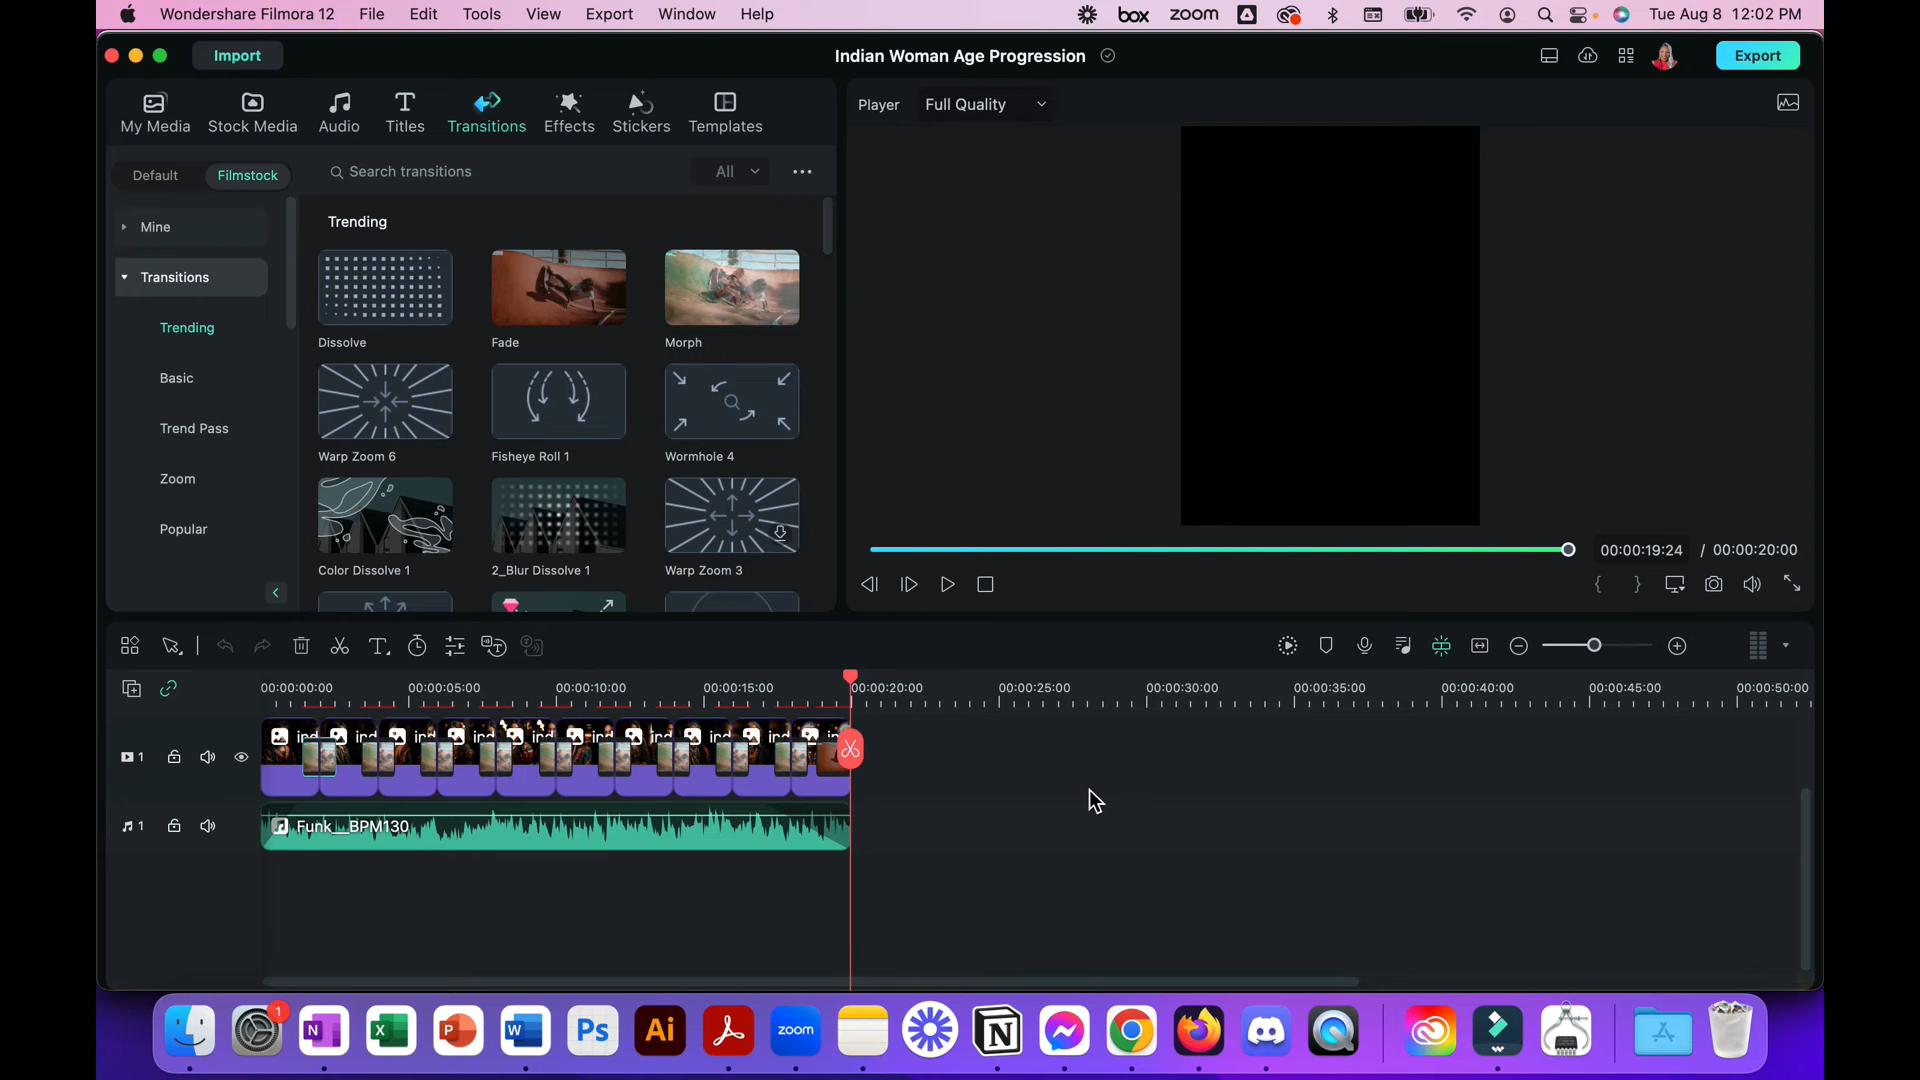 Wondershare Filmora 12 File Edit Tools View Export Window Help
box zoom Tue Aug 8 12:02 PM
Import
Indian Woman Age Progression
Export
My Media Stock Media Audio Titles Transitions Effects Stickers Templates
Player Full Quality
Default Filmstock
Search transitions
All
Mine
Transitions
Trending
Basic
Trend Pass
Zoom
Popular
Trending
Dissolve Fade Morph
Warp Zoom 6 Fisheye Roll 1 Wormhole 4
Color Dissolve 1 2_Blur Dissolve 1 Warp Zoom 3
00:00:19:24 / 00:00:20:00
00:00:00:00 00:00:05:00 00:00:10:00 00:00:15:00 00:00:20:00 00:00:25:00 00:00:30:00 00:00:35:00 00:00:40:00 00:00:45:00 00:00:50:00
1
1
Funk__BPM130
1
N X P W Ps Ai zoom